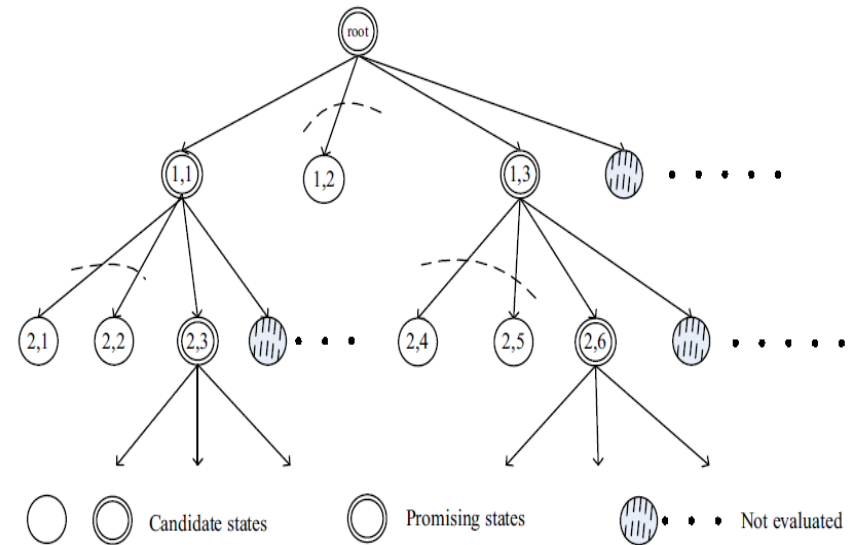 root
1,1
1,2
1,3
2,1
2,2
2,3
2,4
2,5
2,6
Candidate states
Promising states
Not evaluated